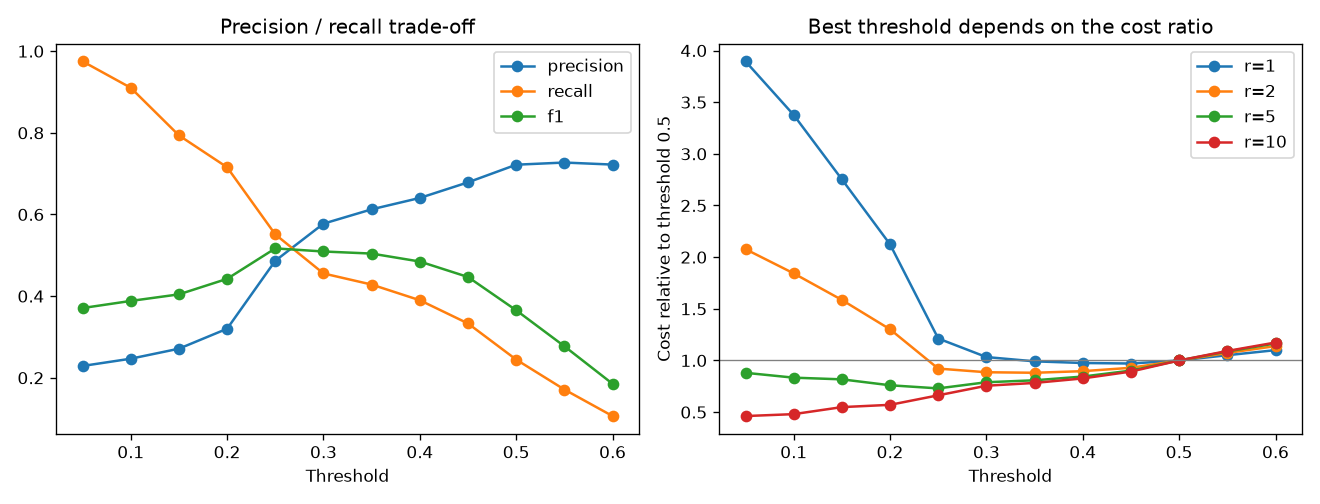 Precision / recall trade-off
1.0
0.8
0.6
0.4
0.2
precision
recall
f1
0.1 0.2 0.3 0.4 0.5 0.6
Threshold
Best threshold depends on the cost ratio
Cost relative to threshold 0.5
4.0
3.5
3.0
2.5
2.0
1.5
1.0
0.5
r=1
r=2
r=5
r=10
0.1 0.2 0.3 0.4 0.5 0.6
Threshold